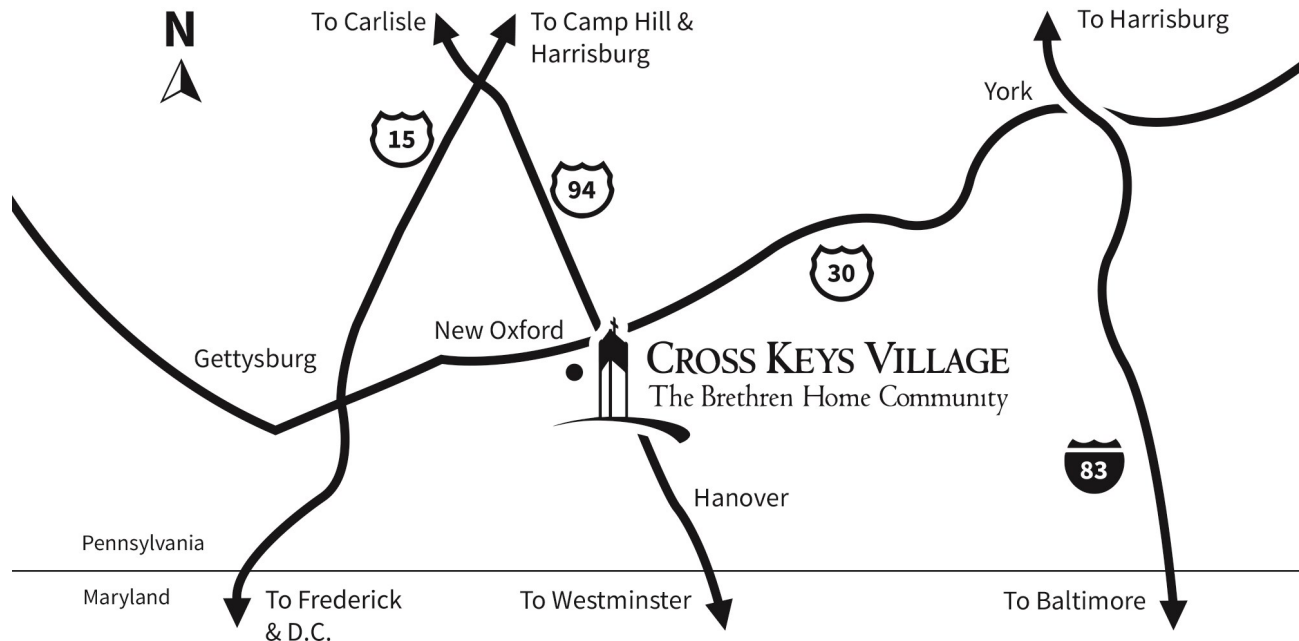 N
To Carlisle
To Camp Hill &
Harrisburg
To Harrisburg
York
15
94
30
New Oxford
Gettysburg
CROSS KEYS VILLAGE
The Brethren Home Community
83
Hanover
Pennsylvania
Maryland
To Frederick
& D.C.
To Westminster
To Baltimore